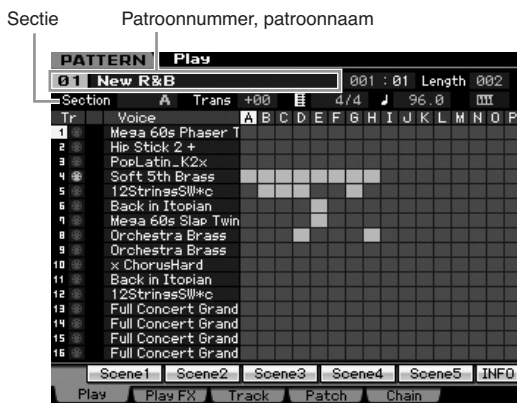 Sectie Patroonnummer, patroonnaam
PATTERN Play
01 New R&B 001 : 01 Length 002
Section A Trans +00 4/4 96.0
Tr Voice A B C D E F G H I J K L M N O P
1 Mega 60s Phaser T
2 Hip Stick 2 +
3 PopLatin_K2x
4 Soft 5th Brass
5 12StringsSW*c
6 Back in Itopian
7 Mega 60s Slap Twin
8 Orchestra Brass
9 Orchestra Brass
10 x ChorusHard
11 Back in Itopian
12 12StringsSW*c
13 Full Concert Grand
14 Full Concert Grand
15 Full Concert Grand
16 Full Concert Grand
Scene1 Scene2 Scene3 Scene4 Scene5 INFO
Play Play FX Track Patch Chain